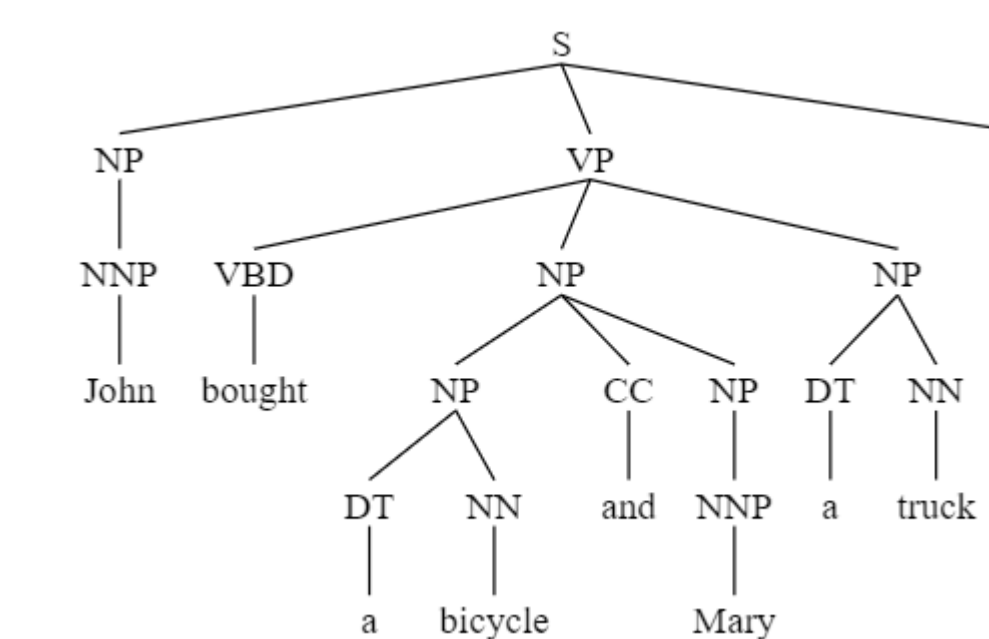 S
NP VP
NNP VBD NP NP
John bought NP CC NP DT NN
DT NN and NNP a truck
a bicycle Mary